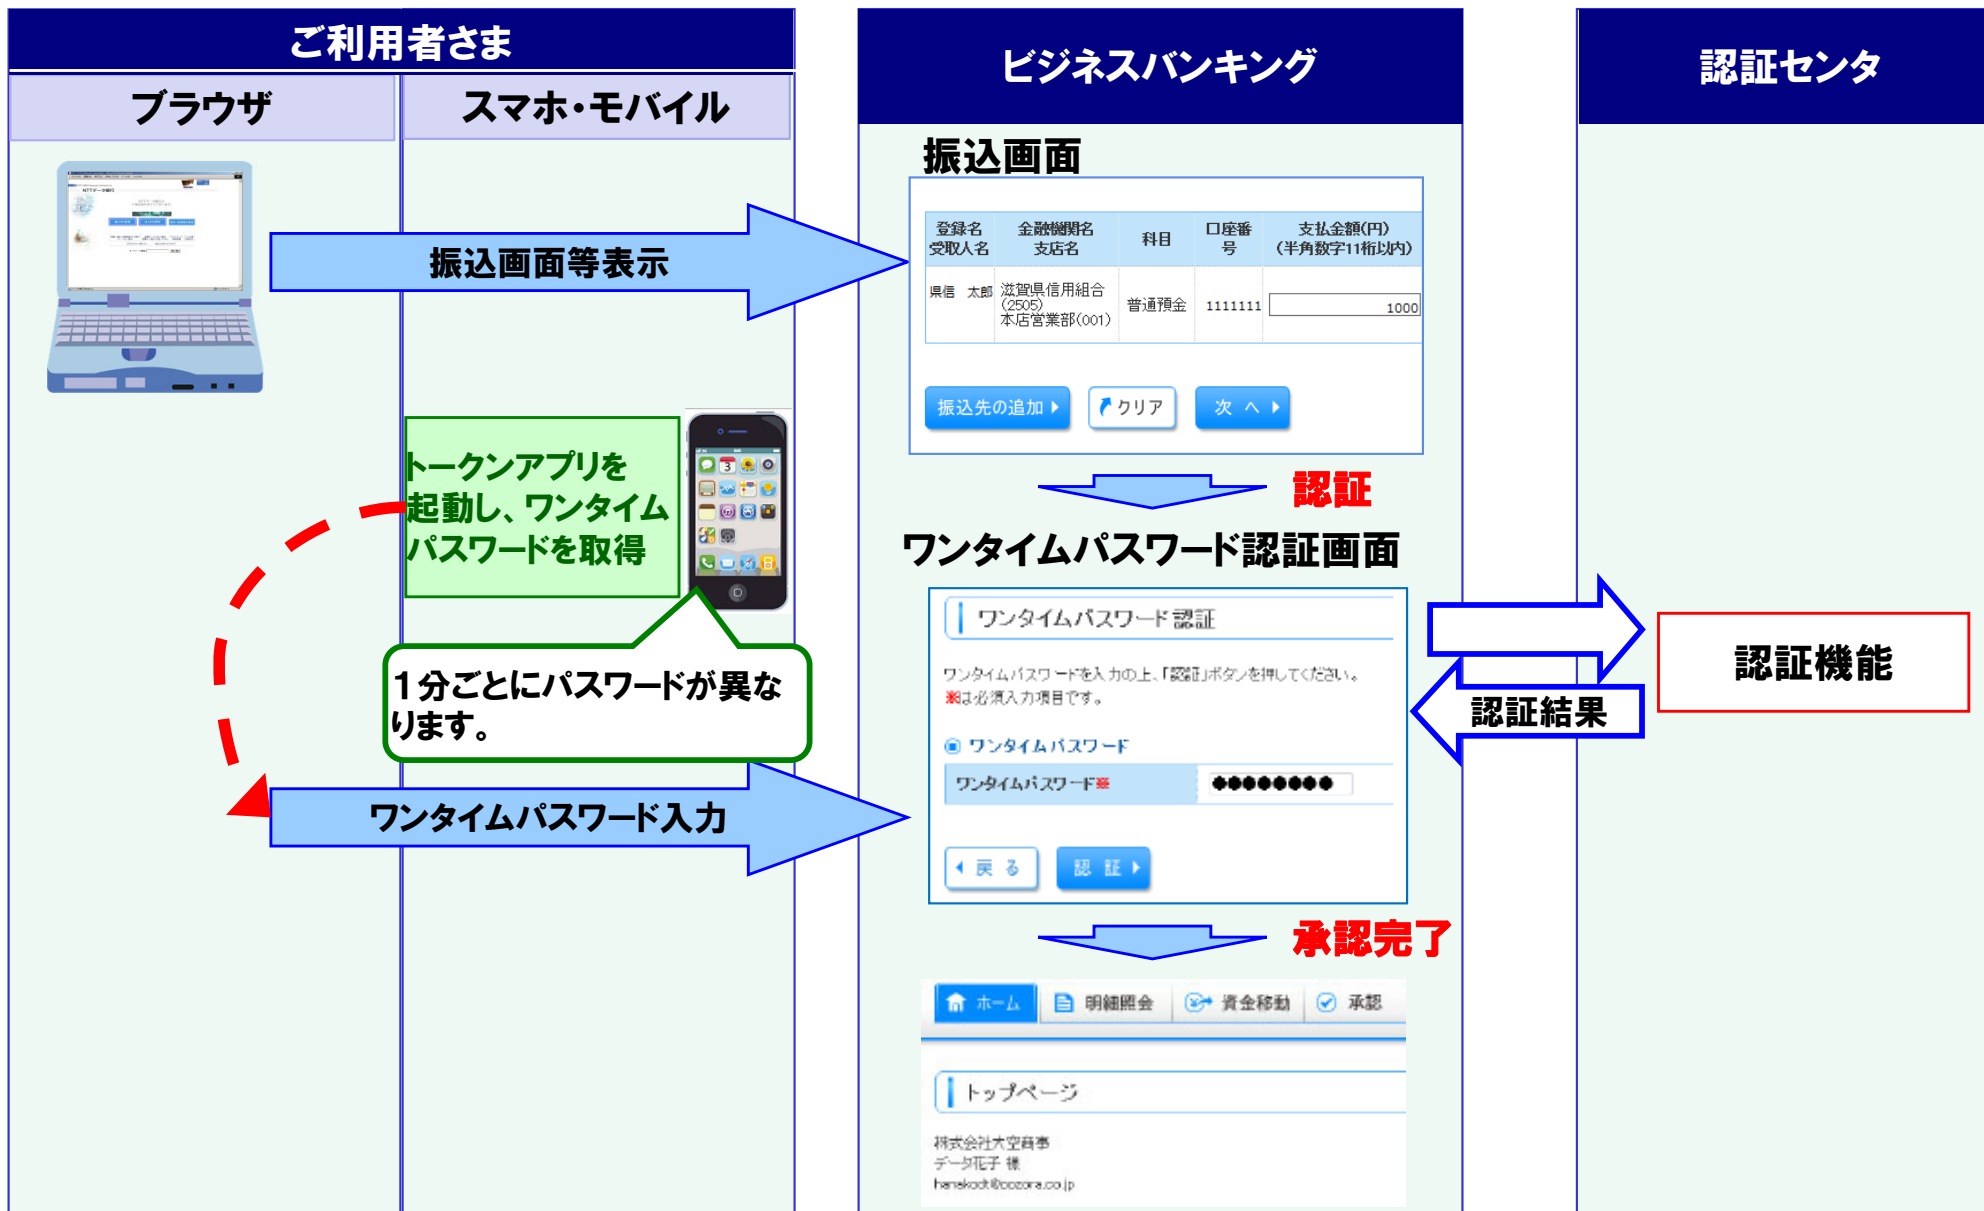 ご利用者さま
ブラウザ
スマホ・モバイル
ビジネスバンキング
認証センタ
振込画面等表示
トークンアプリを
起動し、ワンタイム
パスワードを取得
1分ごとにパスワードが異な
ります。
ワンタイムパスワード入力
振込画面
登録名
受取人名
金融機関名
支店名
科目
口座番
号
支払金額(円)
(半角数字11桁以内)
県信 太郎
滋賀県信用組合
(2505)
本店営業部(001)
普通預金
1111111
1000
振込先の追加
クリア
次 へ
認証
ワンタイムパスワード認証画面
ワンタイムパスワード認証
ワンタイムパスワードを入力の上、「認証」ボタンを押してください。
※は必須入力項目です。
ワンタイムパスワード
ワンタイムパスワード※
●●●●●●●●
戻 る
認 証
認証結果
認証機能
承認完了
ホーム
明細照会
資金移動
承認
トップページ
株式会社大空商事
データ花子 様